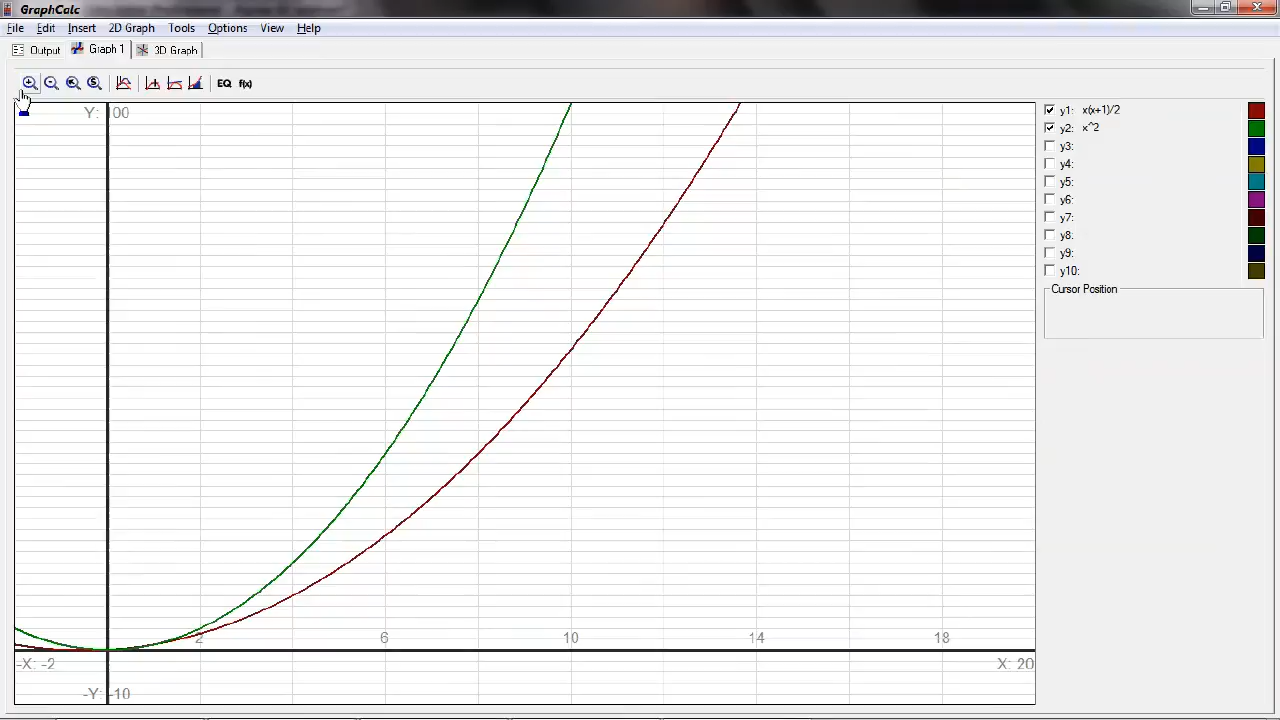 GraphCalc
File Edit Insert 2D Graph Tools Options View Help
Output Graph 1 3D Graph
EQ f(x)
Y: 100
2 6 10 14 18
-X: -2 X: 20
-Y: -10
y1: x(x+1)/2
y2: x^2
y3:
y4:
y5:
y6:
y7:
y8:
y9:
y10:
Cursor Position